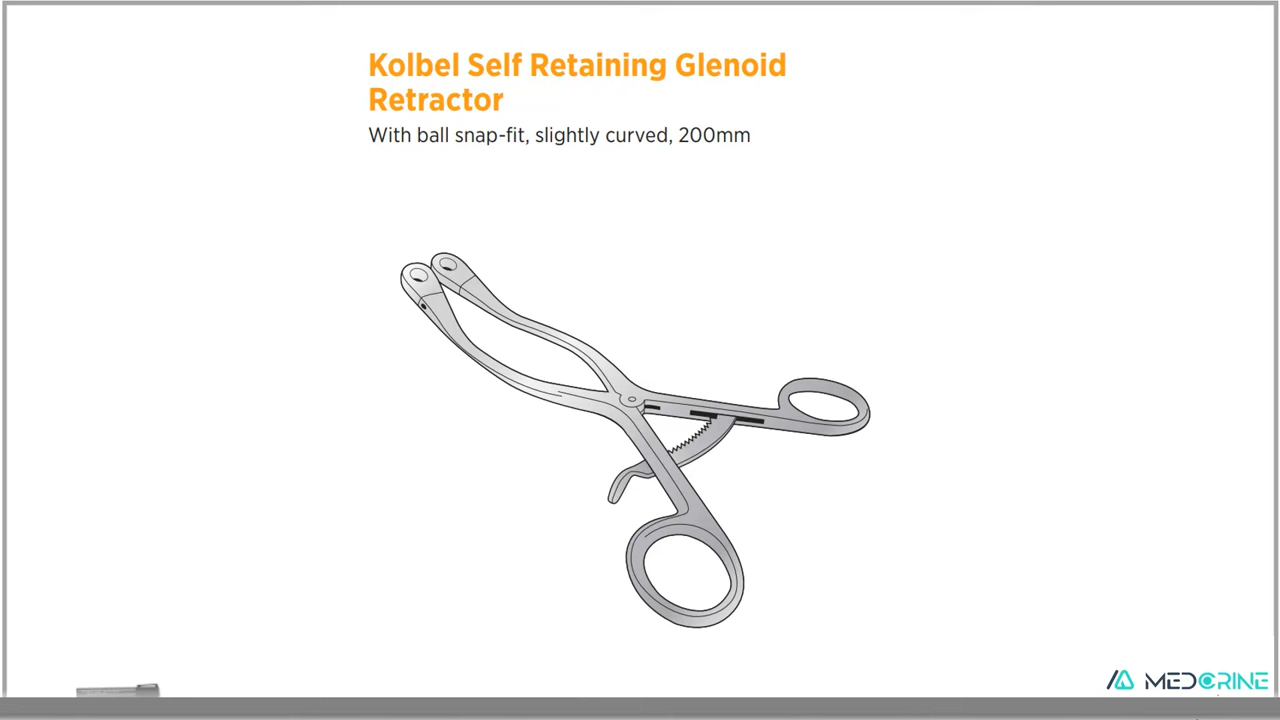 Kolbel Self Retaining Glenoid
Retractor
With ball snap-fit, slightly curved, 200mm
MEDCRINE